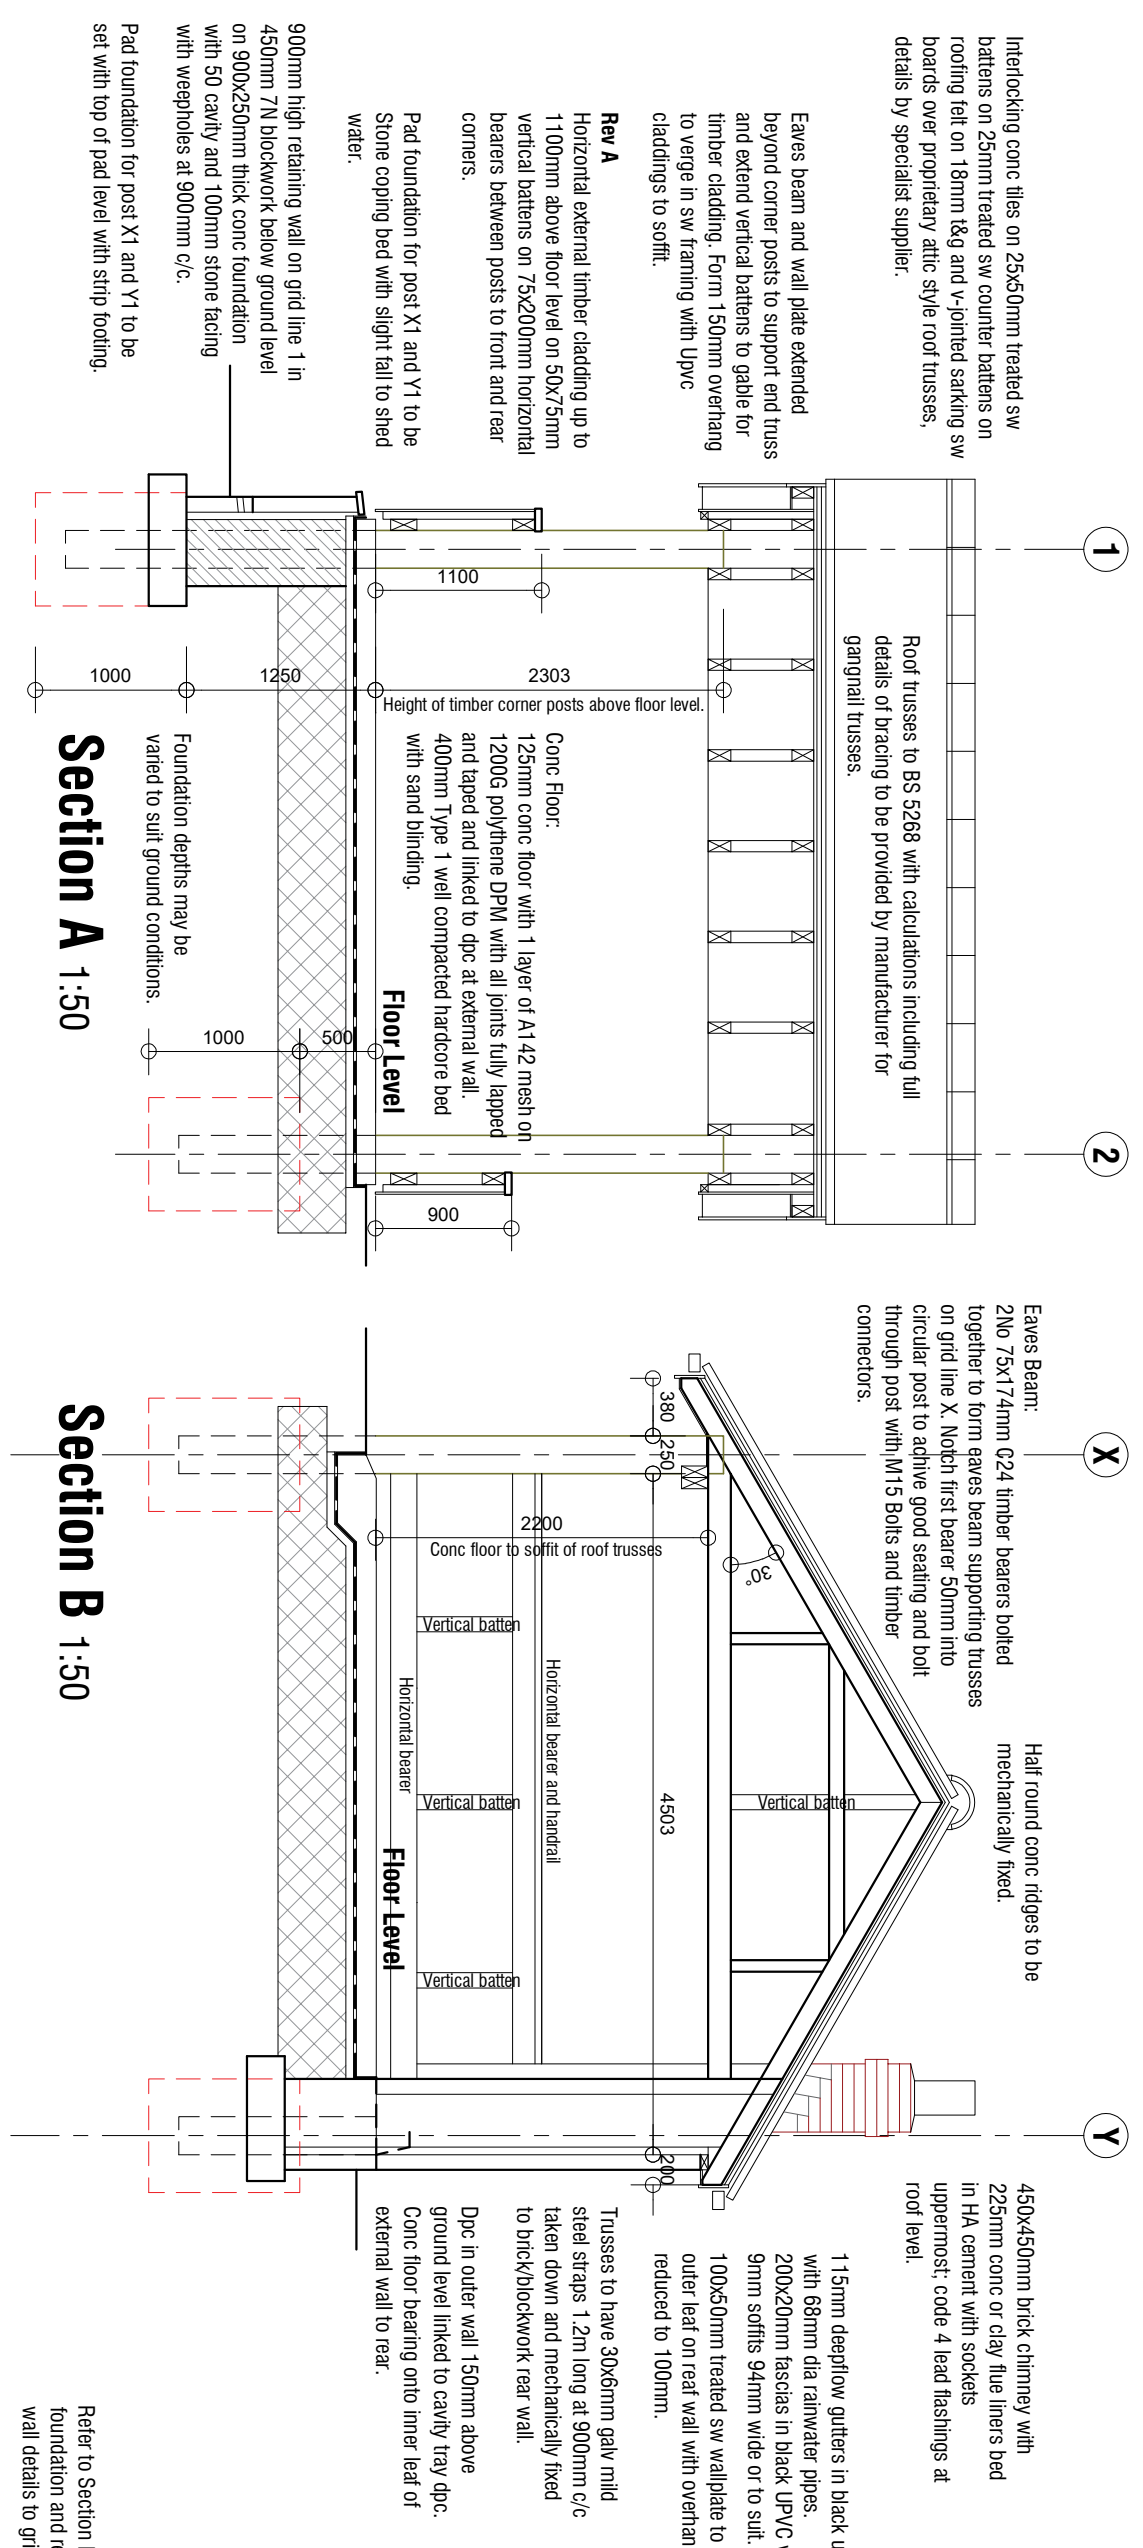 Interlocking conc tiles on 25x50mm treated sw
battens on 25mm treated sw counter battens on
roofing felt on 18mm t&g and v-jointed sarking sw
boards over proprietary attic style roof trusses,
details by specialist supplier.
Eaves beam and wall plate extended
beyond corner posts to support end truss
and extend vertical battens to gable for
timber cladding. Form 150mm overhang
to verge in sw framing with Upvc
claddings to soffit.
Rev A
Horizontal external timber cladding up to
1100mm above floor level on 50x75mm
vertical battens on 75x200mm horizontal
bearers between posts to front and rear
corners.
Pad foundation for post X1 and Y1 to be
Stone coping bed with slight fall to shed
water.
900mm high retaining wall on grid line 1 in
450mm 7N blockwork below ground level
on 900x250mm thick conc foundation
with 50 cavity and 100mm stone facing
with weepholes at 900mm c/c.
Pad foundation for post X1 and Y1 to be
set with top of pad level with strip footing.
1
2
Roof trusses to BS 5268 with calculations including full
details of bracing to be provided by manufacturer for
gangnail trusses.
1100
1000
1250
2303
Height of timber corner posts above floor level.
Conc Floor:
125mm conc floor with 1 layer of A142 mesh on
1200G polythene DPM with all joints fully lapped
and taped and linked to dpc at external wall.
400mm Type 1 well compacted hardcore bed
with sand blinding.
Floor Level
1000
500
900
Foundation depths may be
varied to suit ground conditions.
Section A 1:50
Eaves Beam:
2No 75x174mm C24 timber bearers bolted
together to form eaves beam supporting trusses
on grid line X. Notch first bearer 50mm into
circular post to achive good seating and bolt
through post with M15 Bolts and timber
connectors.
Half round conc ridges to be
mechanically fixed.
X
Y
380
250
2200
Conc floor to soffit of roof trusses
30°
4503
200
Vertical batten
Vertical batten
Vertical batten
Vertical batten
Horizontal bearer and handrail
Horizontal bearer
Floor Level
Section B 1:50
450x450mm brick chimney with
225mm conc or clay flue liners bed
in HA cement with sockets
uppermost; code 4 lead flashings at
roof level.
115mm deepflow gutters in black u
with 68mm dia rainwater pipes.
200x20mm fascias in black UPVC
9mm soffits 94mm wide or to suit.
100x50mm treated sw wallplate to
outer leaf on reaf wall with overhan
reduced to 100mm.
Trusses to have 30x6mm galv mild
steel straps 1.2m long at 900mm c/c
taken down and mechanically fixed
to brick/blockwork rear wall.
Dpc in outer wall 150mm above
ground level linked to cavity tray dpc.
Conc floor bearing onto inner leaf of
external wall to rear.
Refer to Section
foundation and re
wall details to gri